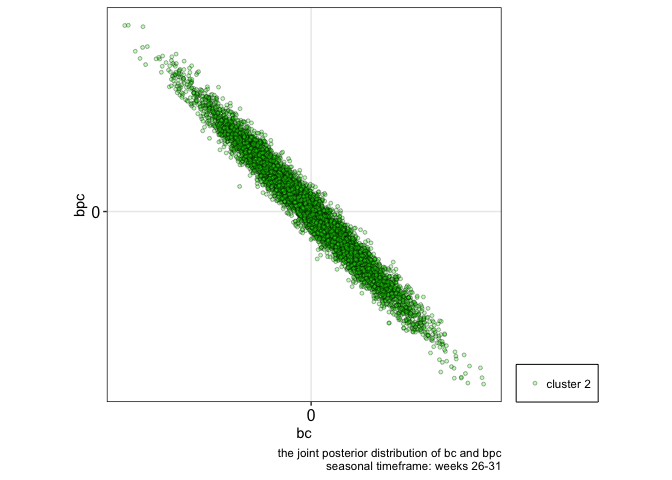 bpc
0
0
bc
cluster 2
the joint posterior distribution of bc and bpc
seasonal timeframe: weeks 26-31